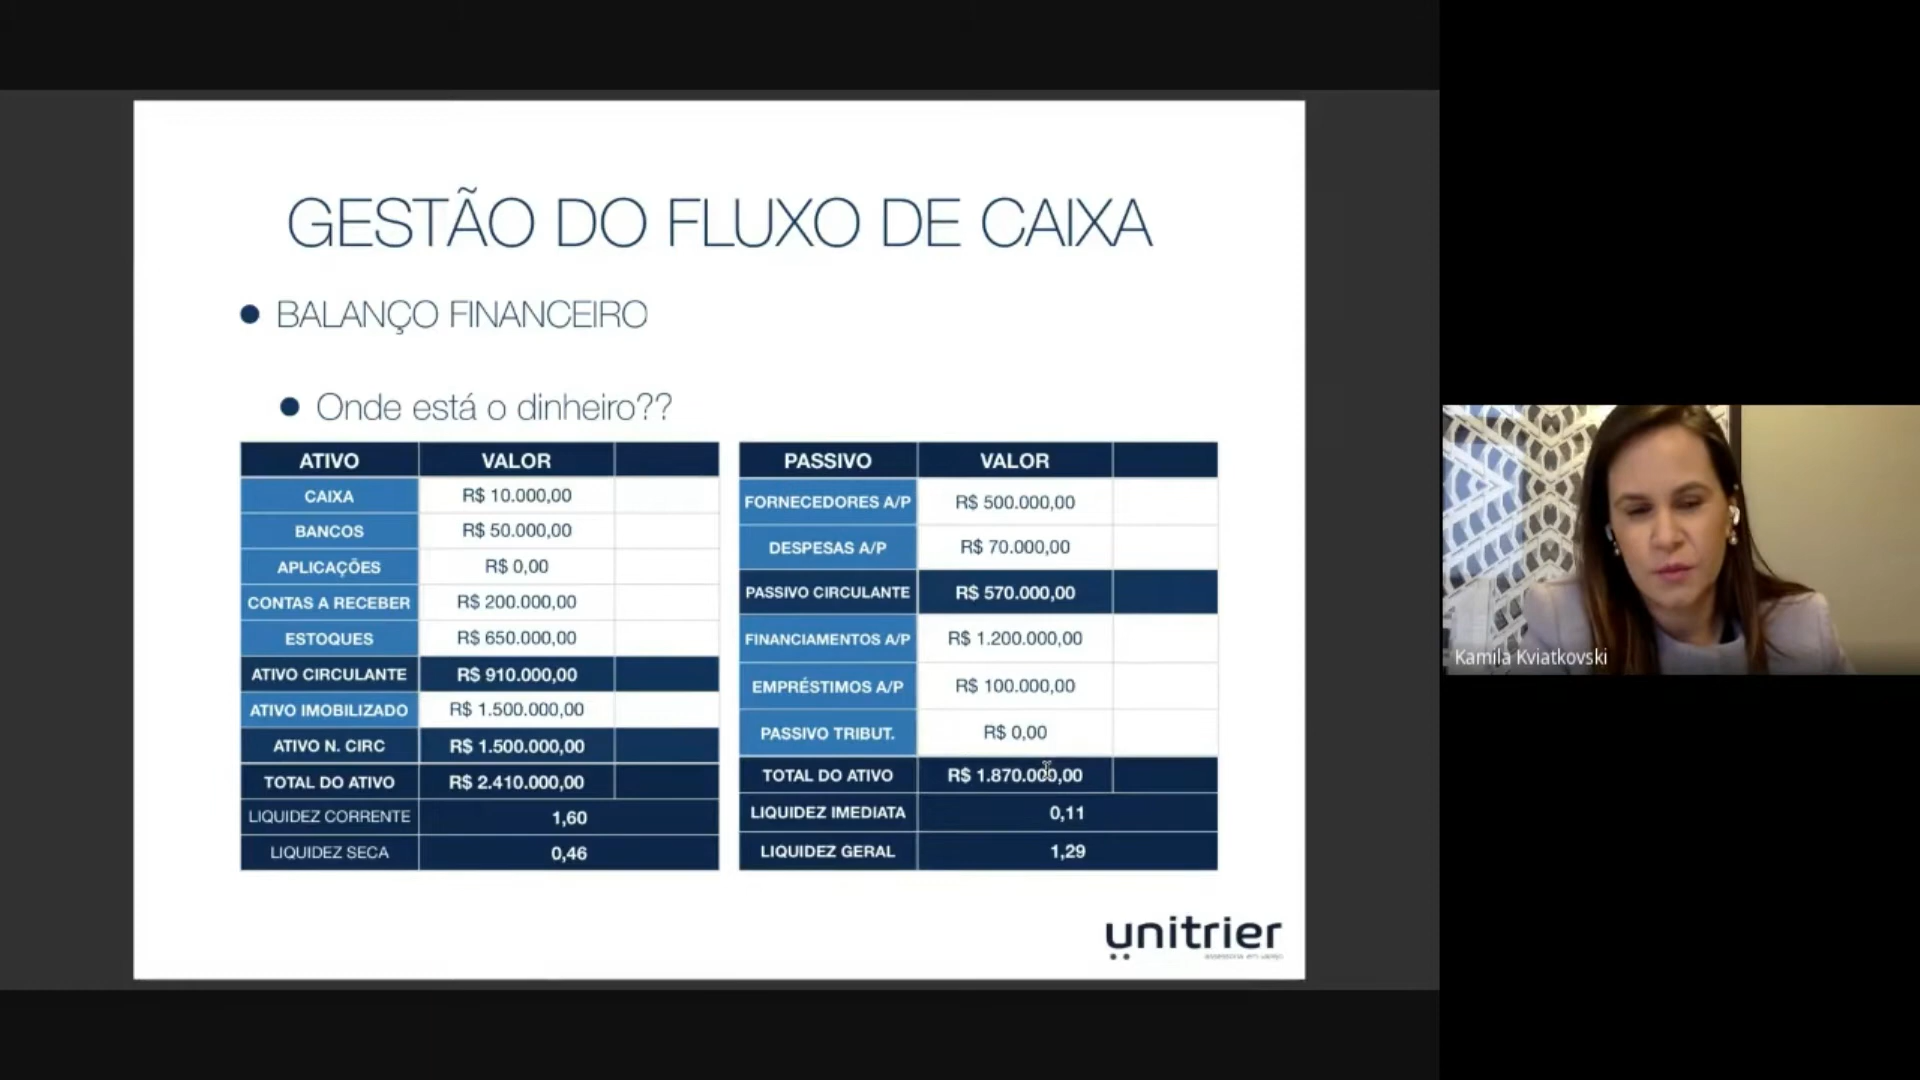 GESTÃO DO FLUXO DE CAIXA
BALANÇO FINANCEIRO
Onde está o dinheiro??
ATIVO VALOR
CAIXA R$ 10.000,00
BANCOS R$ 50.000,00
APLICAÇÕES R$ 0,00
CONTAS A RECEBER R$ 200.000,00
ESTOQUES R$ 650.000,00
ATIVO CIRCULANTE R$ 910.000,00
ATIVO IMOBILIZADO R$ 1.500.000,00
ATIVO N. CIRC R$ 1.500.000,00
TOTAL DO ATIVO R$ 2.410.000,00
LIQUIDEZ CORRENTE 1,60
LIQUIDEZ SECA 0,46
PASSIVO VALOR
FORNECEDORES A/P R$ 500.000,00
DESPESAS A/P R$ 70.000,00
PASSIVO CIRCULANTE R$ 570.000,00
FINANCIAMENTOS A/P R$ 1.200.000,00
EMPRÉSTIMOS A/P R$ 100.000,00
PASSIVO TRIBUT. R$ 0,00
TOTAL DO ATIVO R$ 1.870.000,00
LIQUIDEZ IMEDIATA 0,11
LIQUIDEZ GERAL 1,29
unitrier
assessoria em varejo
Kamila Kviatkovski